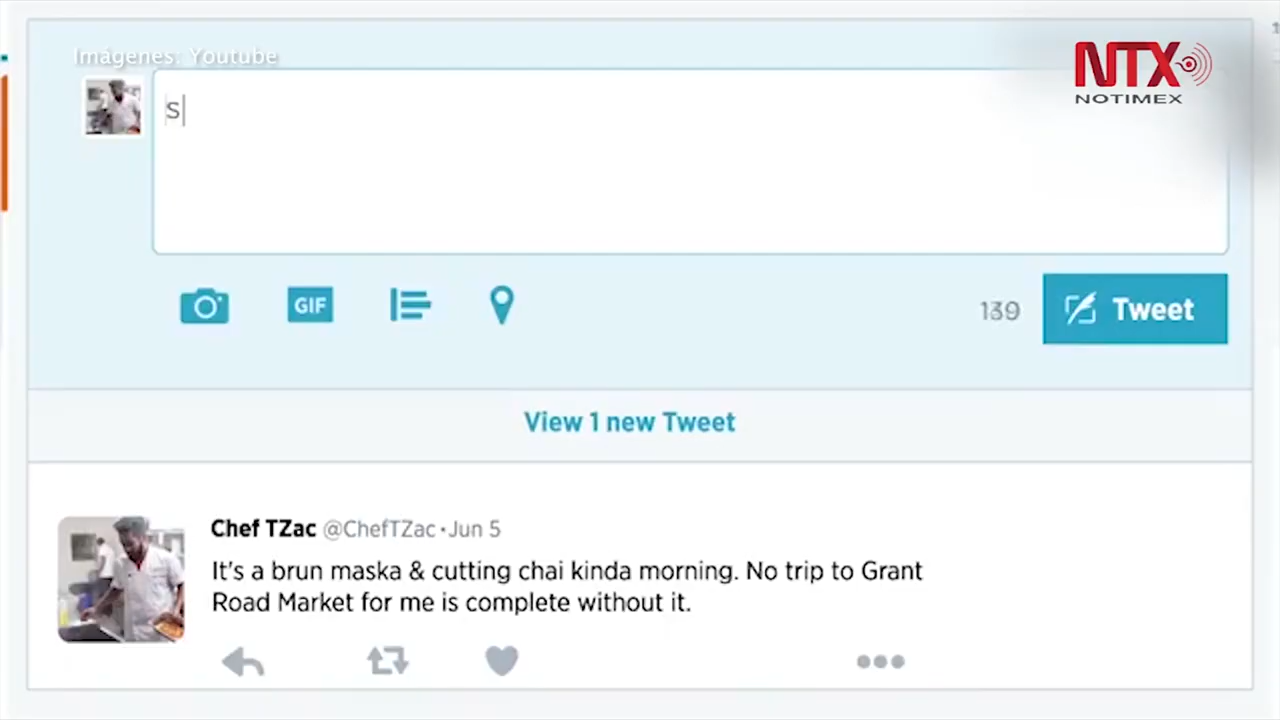 Imágenes: Youtube
NTX
NOTIMEX
s
GIF
139
Tweet
View 1 new Tweet
Chef TZac @ChefTZac • Jun 5
It's a brun maska & cutting chai kinda morning. No trip to Grant
Road Market for me is complete without it.